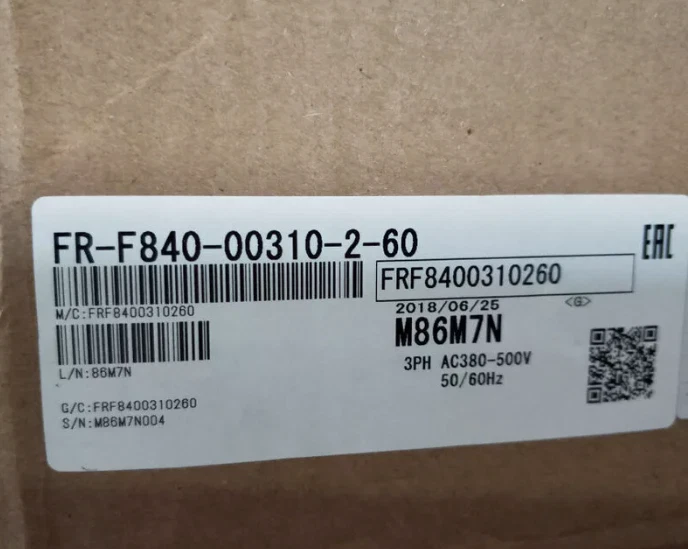 FR-F840-00310-2-60
EAC
FRF8400310260
M/C:FRF8400310260
2018/06/25
<G>
M86M7N
L/N:86M7N
3PH AC380-500V
50/60Hz
G/C:FRF8400310260
S/N:M86M7N004